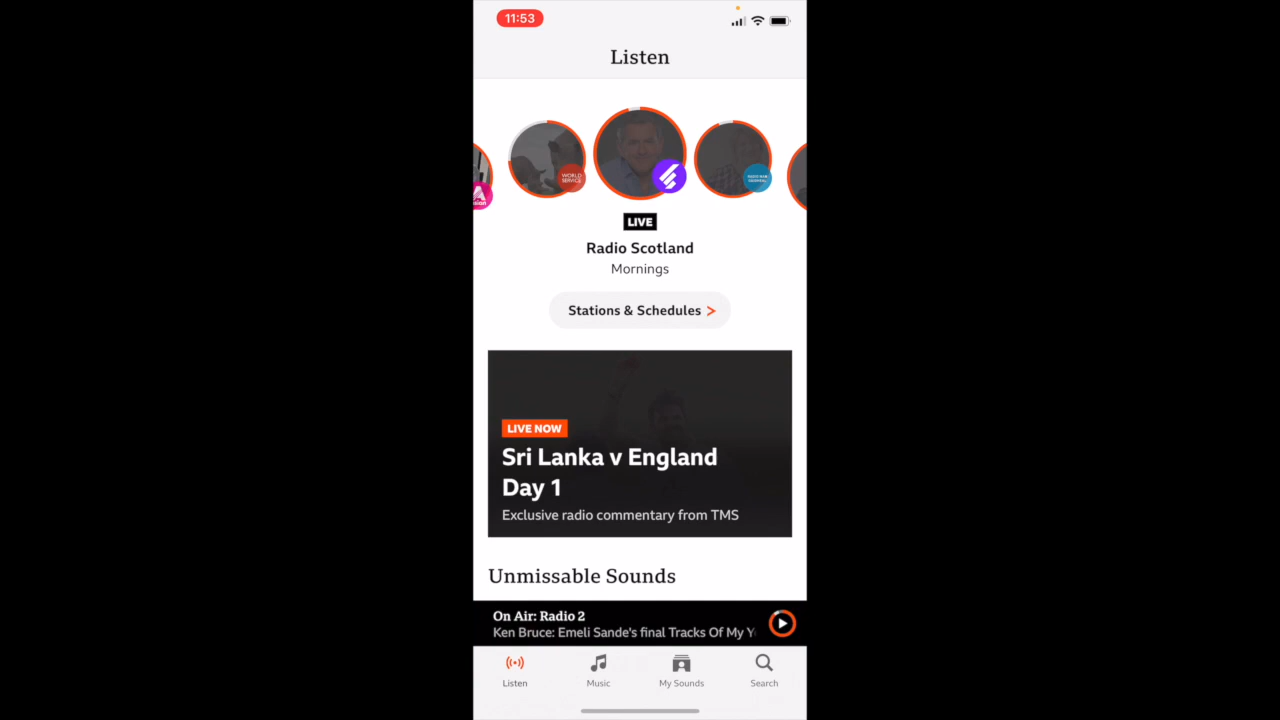 11:53
Listen
WORLD
SERVICE
LIVE
Radio Scotland
Mornings
Stations & Schedules >
LIVE NOW
Sri Lanka v England
Day 1
Exclusive radio commentary from TMS
Unmissable Sounds
On Air: Radio 2
Ken Bruce: Emeli Sande's final Tracks Of My Y
Listen
Music
My Sounds
Search